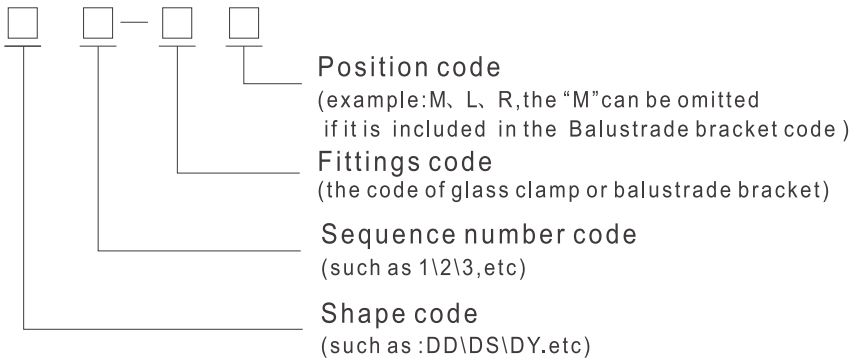 Position code
(example:M、L、R,the “M”can be omitted
if it is included in the Balustrade bracket code )
Fittings code
(the code of glass clamp or balustrade bracket)
Sequence number code
(such as 1\2\3,etc)
Shape code
(such as :DD\DS\DY.etc)